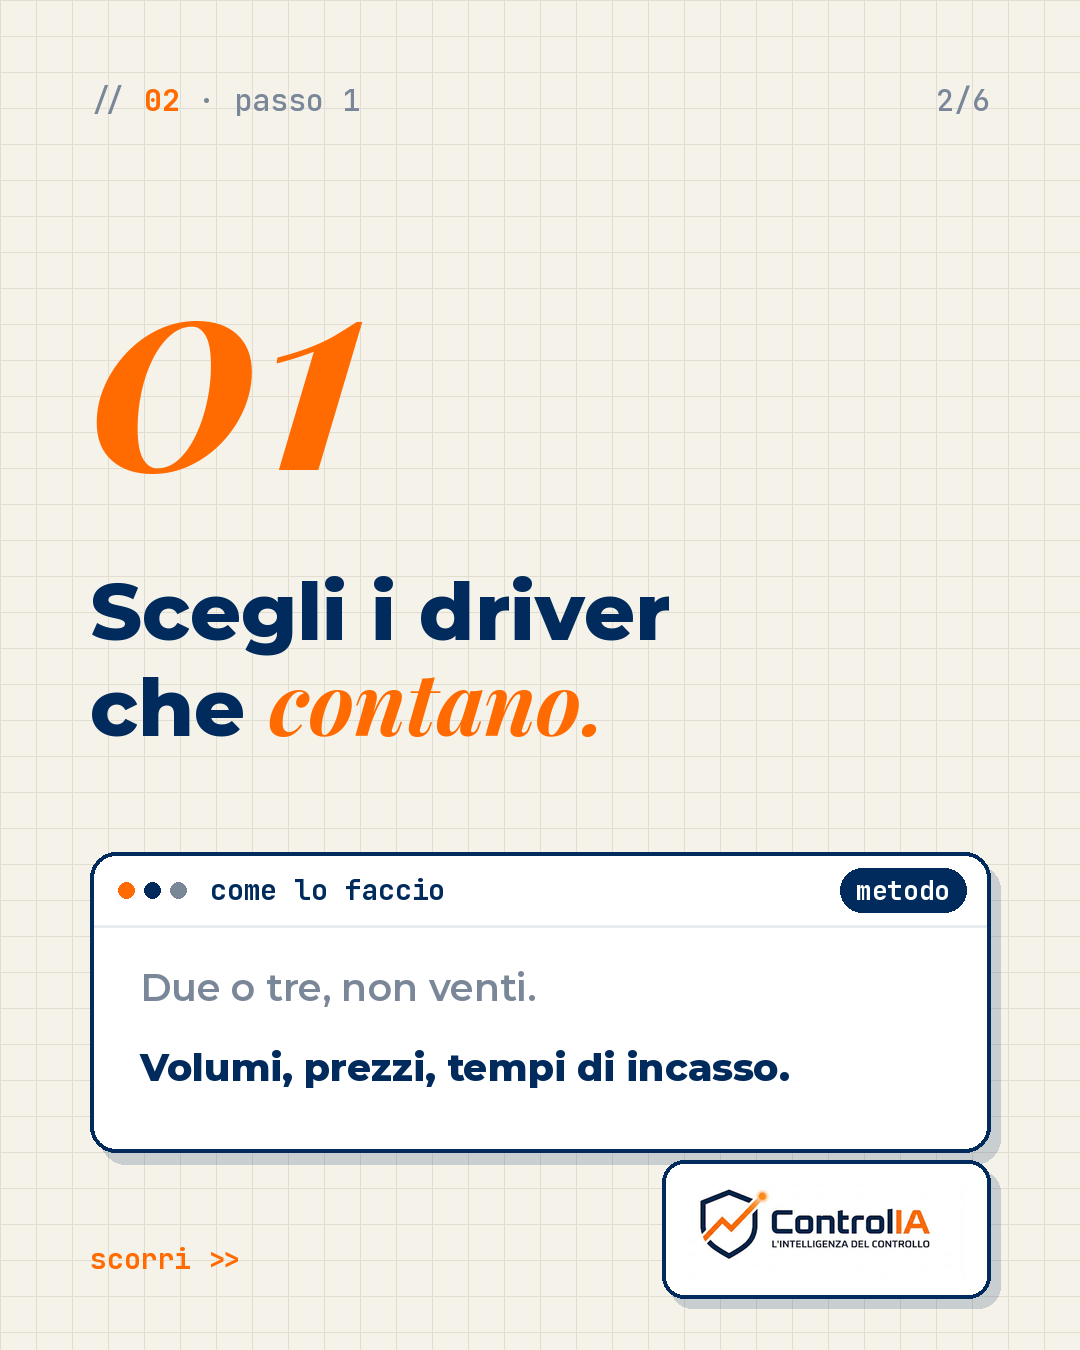 // 02 · passo 1
2/6
01
Scegli i driver
che contano.
come lo faccio
metodo
Due o tre, non venti.
Volumi, prezzi, tempi di incasso.
ControlIA
L'INTELLIGENZA DEL CONTROLLO
scorri >>